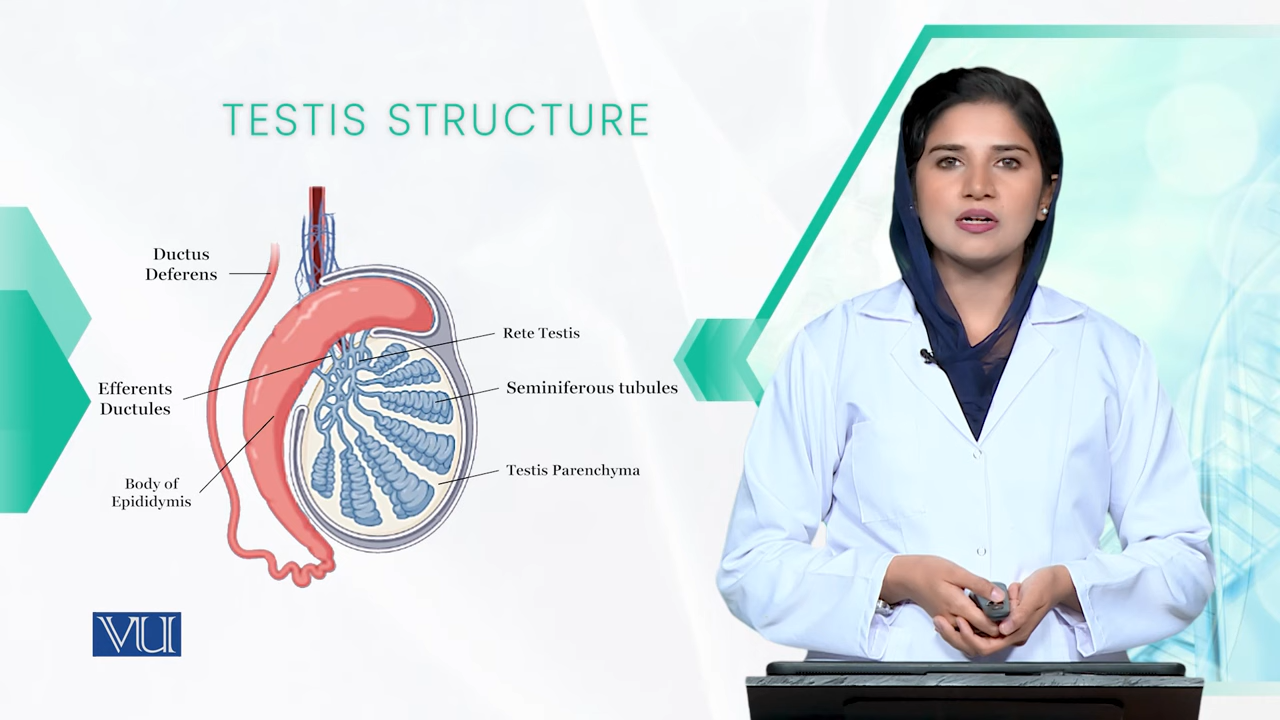 TESTIS STRUCTURE
Ductus
Deferens
Rete Testis
Efferents
Ductules
Seminiferous tubules
Body of
Epididymis
Testis Parenchyma
VU